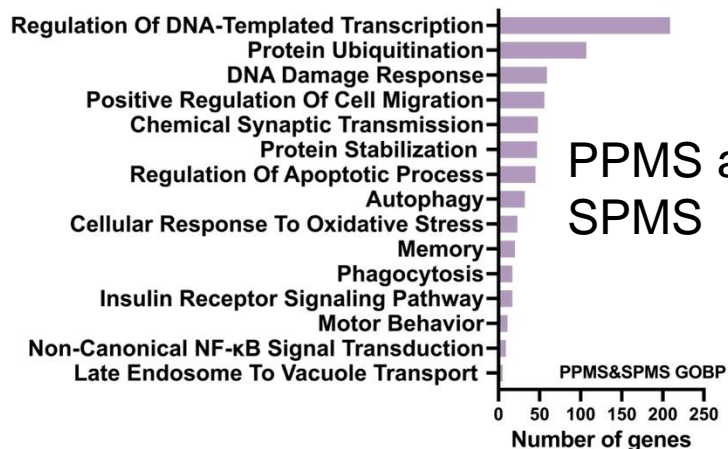 Regulation Of DNA-Templated Transcription
Protein Ubiquitination
DNA Damage Response
Positive Regulation Of Cell Migration
Chemical Synaptic Transmission
Protein Stabilization
Regulation Of Apoptotic Process
Autophagy
Cellular Response To Oxidative Stress
Memory
Phagocytosis
Insulin Receptor Signaling Pathway
Motor Behavior
Non-Canonical NF-κB Signal Transduction
Late Endosome To Vacuole Transport
PPMS
SPMS
PPMS&SPMS GOBP
0 50 100 150 200 250
Number of genes